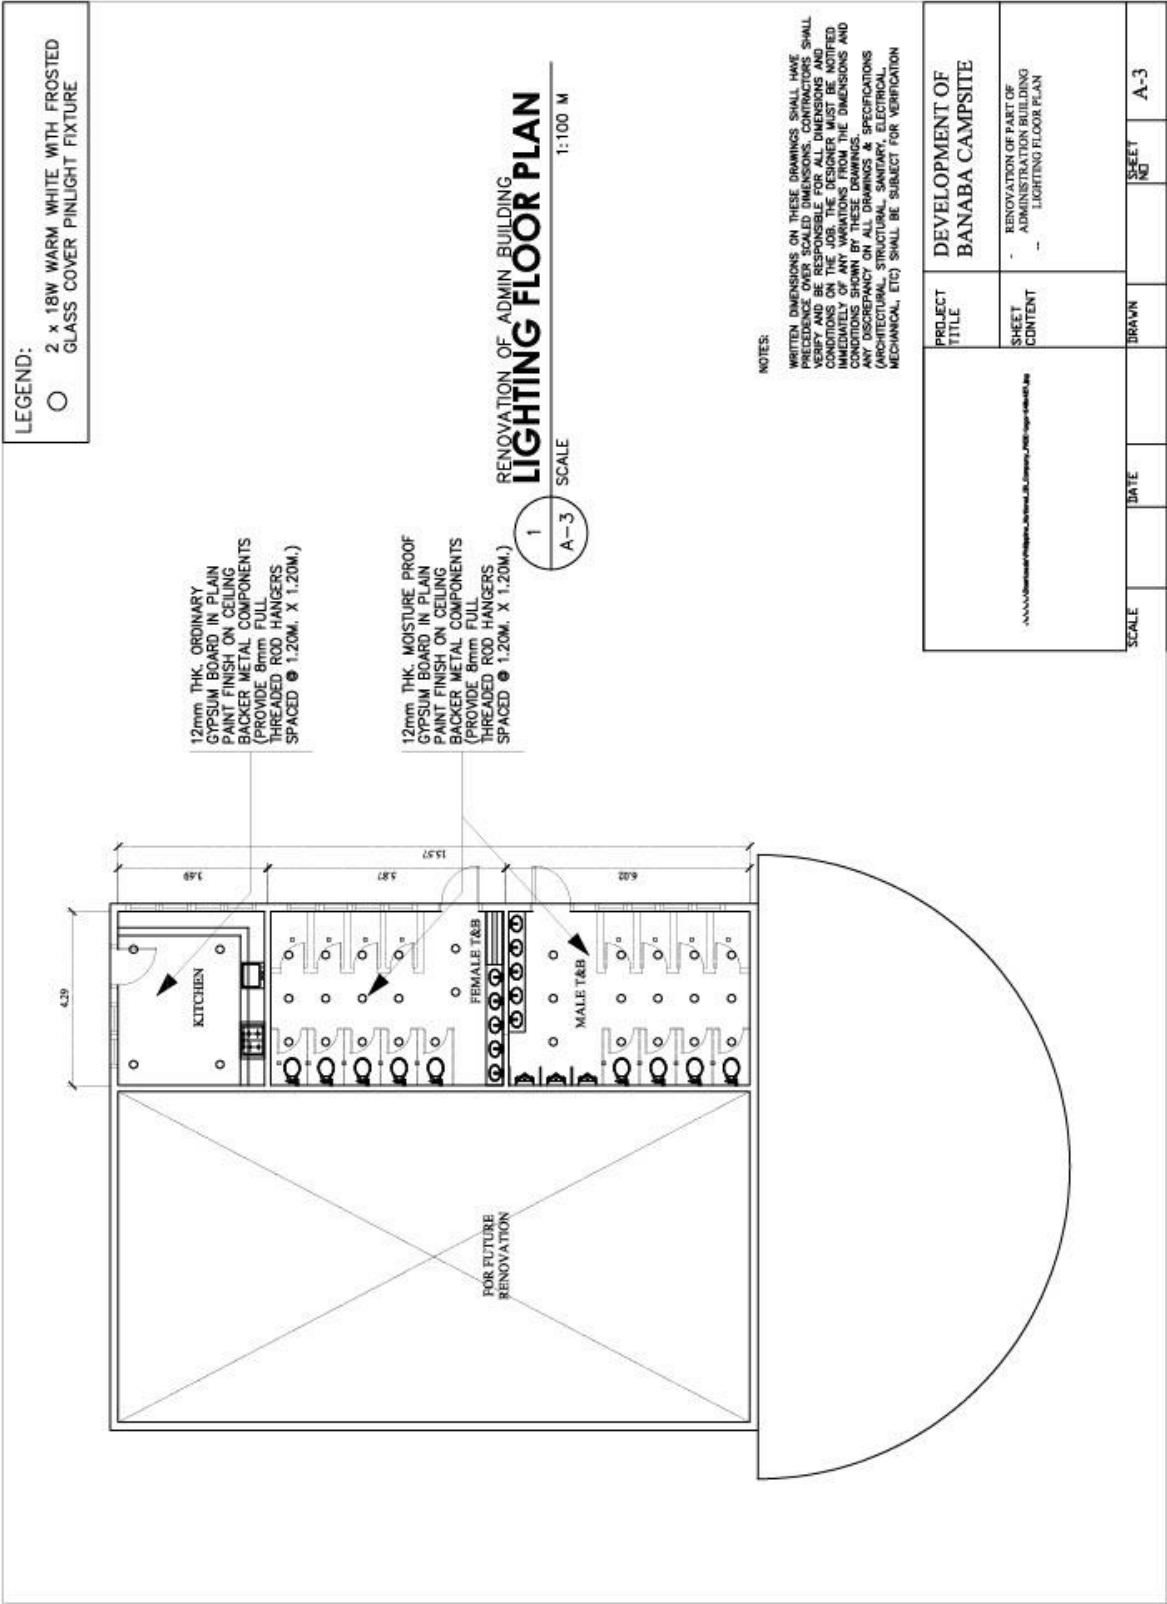 LEGEND:
2 x 18W WARM WHITE WITH FROSTED
GLASS COVER PINLIGHT FIXTURE
12mm THK. ORDINARY
GYPSUM BOARD IN PLAIN
PAINT FINISH ON CEILING
BACKER METAL COMPONENTS
(PROVIDE 8mm FULL
THREADED ROD HANGERS
SPACED @ 1.20M. X 1.20M.)
12mm THK. MOISTURE PROOF
GYPSUM BOARD IN PLAIN
PAINT FINISH ON CEILING
BACKER METAL COMPONENTS
(PROVIDE 8mm FULL
THREADED ROD HANGERS
SPACED @ 1.20M. X 1.20M.)
4.29
3.69
5.87
6.02
15.57
KITCHEN
FEMALE T&B
MALE T&B
FOR FUTURE
RENOVATION
1
A-3
RENOVATION OF ADMIN BUILDING
LIGHTING FLOOR PLAN
SCALE
1:100 M
NOTES:
WRITTEN DIMENSIONS ON THESE DRAWINGS SHALL HAVE
PRECEDENCE OVER SCALED DIMENSIONS. CONTRACTORS SHALL
VERIFY AND BE RESPONSIBLE FOR ALL DIMENSIONS AND
CONDITIONS ON THE JOB. THE DESIGNER MUST BE NOTIFIED
IMMEDIATELY OF ANY VARIATIONS FROM THE DIMENSIONS AND
CONDITIONS SHOWN BY THESE DRAWINGS.
ANY DISCREPANCY ON ALL DRAWINGS & SPECIFICATIONS
(ARCHITECTURAL, STRUCTURAL, SANITARY, ELECTRICAL,
MECHANICAL, ETC) SHALL BE SUBJECT FOR VERIFICATION
PROJECT
TITLE
DEVELOPMENT OF
BANABA CAMPSITE
SHEET
CONTENT
- RENOVATION OF PART OF
ADMINISTRATION BUILDING
-- LIGHTING FLOOR PLAN
SCALE
DATE
DRAWN
SHEET
NO
A-3